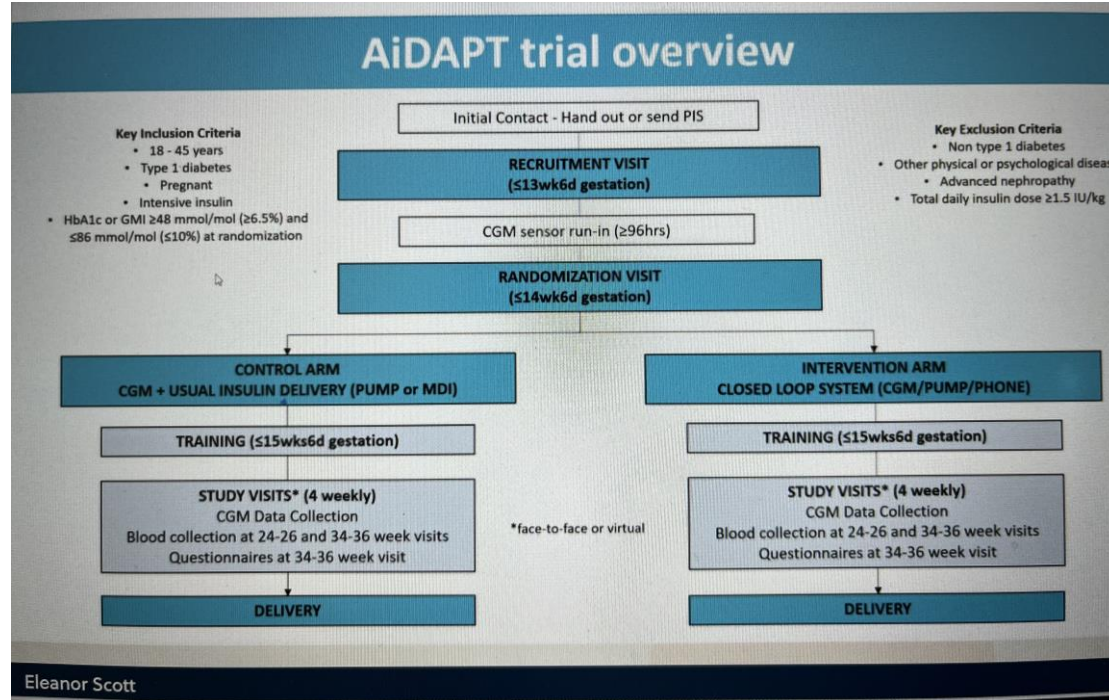 AiDAPT trial overview
Initial Contact - Hand out or send PIS
Key Inclusion Criteria
• 18 - 45 years
• Type 1 diabetes
• Pregnant
• Intensive insulin
• HbA1c or GMI ≥48 mmol/mol (≥6.5%) and
≤86 mmol/mol (≤10%) at randomization
Key Exclusion Criteria
• Non type 1 diabetes
• Other physical or psychological diseas
• Advanced nephropathy
• Total daily insulin dose ≥1.5 IU/kg
RECRUITMENT VISIT
(≤13wk6d gestation)
CGM sensor run-in (≥96hrs)
RANDOMIZATION VISIT
(≤14wk6d gestation)
CONTROL ARM
CGM + USUAL INSULIN DELIVERY (PUMP or MDI)
TRAINING (≤15wks6d gestation)
STUDY VISITS* (4 weekly)
CGM Data Collection
Blood collection at 24-26 and 34-36 week visits
Questionnaires at 34-36 week visit
DELIVERY
*face-to-face or virtual
INTERVENTION ARM
CLOSED LOOP SYSTEM (CGM/PUMP/PHONE)
TRAINING (≤15wks6d gestation)
STUDY VISITS* (4 weekly)
CGM Data Collection
Blood collection at 24-26 and 34-36 week visits
Questionnaires at 34-36 week visit
DELIVERY
Eleanor Scott